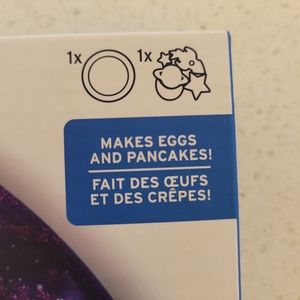 1x 1x
MAKES EGGS
AND PANCAKES!
FAIT DES ŒUFS
ET DES CRÊPES!